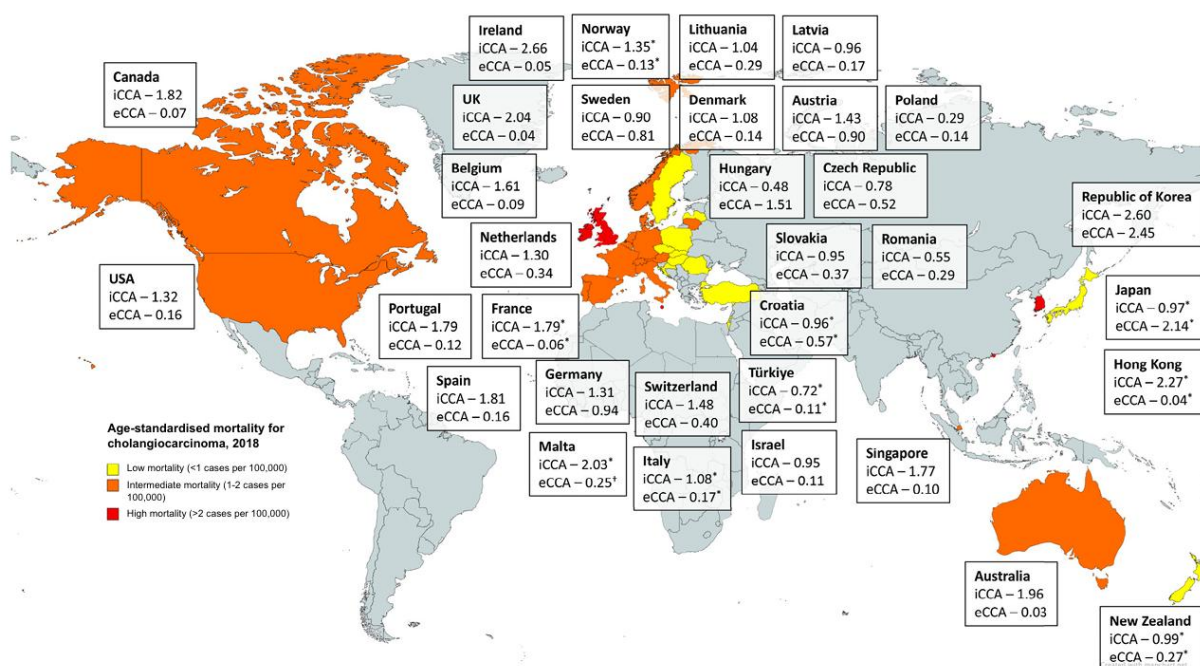 Ireland
iCCA – 2.66
eCCA – 0.05
Norway
iCCA – 1.35*
eCCA – 0.13*
Lithuania
iCCA – 1.04
eCCA – 0.29
Latvia
iCCA – 0.96
eCCA – 0.17
Canada
iCCA – 1.82
eCCA – 0.07
UK
iCCA – 2.04
eCCA – 0.04
Sweden
iCCA – 0.90
eCCA – 0.81
Denmark
iCCA – 1.08
eCCA – 0.14
Austria
iCCA – 1.43
eCCA – 0.90
Poland
iCCA – 0.29
eCCA – 0.14
Belgium
iCCA – 1.61
eCCA – 0.09
Hungary
iCCA – 0.48
eCCA – 1.51
Czech Republic
iCCA – 0.78
eCCA – 0.52
Republic of Korea
iCCA – 2.60
eCCA – 2.45
Netherlands
iCCA – 1.30
eCCA – 0.34
Slovakia
iCCA – 0.95
eCCA – 0.37
Romania
iCCA – 0.55
eCCA – 0.29
USA
iCCA – 1.32
eCCA – 0.16
Portugal
iCCA – 1.79
eCCA – 0.12
France
iCCA – 1.79*
eCCA – 0.06*
Croatia
iCCA – 0.96*
eCCA – 0.57*
Japan
iCCA – 0.97*
eCCA – 2.14*
Hong Kong
iCCA – 2.27*
eCCA – 0.04*
Spain
iCCA – 1.81
eCCA – 0.16
Germany
iCCA – 1.31
eCCA – 0.94
Switzerland
iCCA – 1.48
eCCA – 0.40
Türkiye
iCCA – 0.72*
eCCA – 0.11*
Malta
iCCA – 2.03*
eCCA – 0.25†
Italy
iCCA – 1.08*
eCCA – 0.17*
Israel
iCCA – 0.95
eCCA – 0.11
Singapore
iCCA – 1.77
eCCA – 0.10
Age-standardised mortality for
cholangiocarcinoma, 2018
Low mortality (<1 cases per 100,000)
Intermediate mortality (1-2 cases per
100,000)
High mortality (>2 cases per 100,000)
Australia
iCCA – 1.96
eCCA – 0.03
New Zealand
iCCA – 0.99*
eCCA – 0.27*